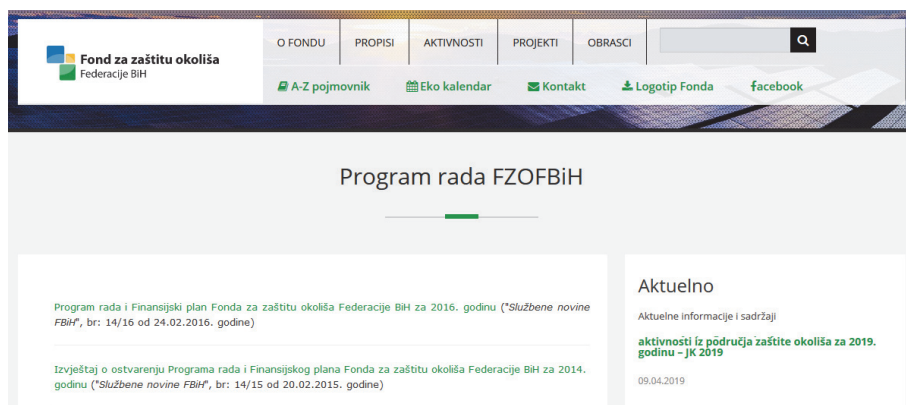 Fond za zaštitu okoliša
Federacije BiH
O FONDU PROPISI AKTIVNOSTI PROJEKTI OBRASCI
A-Z pojmovnik Eko kalendar Kontakt Logotip Fonda facebook
Program rada FZOFBiH
Program rada i Finansijski plan Fonda za zaštitu okoliša Federacije BiH za 2016. godinu ("Službene novine
FBiH", br: 14/16 od 24.02.2016. godine)
Izvještaj o ostvarenju Programa rada i Finansijskog plana Fonda za zaštitu okoliša Federacije BiH za 2014.
godinu ("Službene novine FBiH", br: 14/15 od 20.02.2015. godine)
Aktuelno
Aktuelne informacije i sadržaji
aktivnosti iz područja zaštite okoliša za 2019.
godinu – JK 2019
09.04.2019